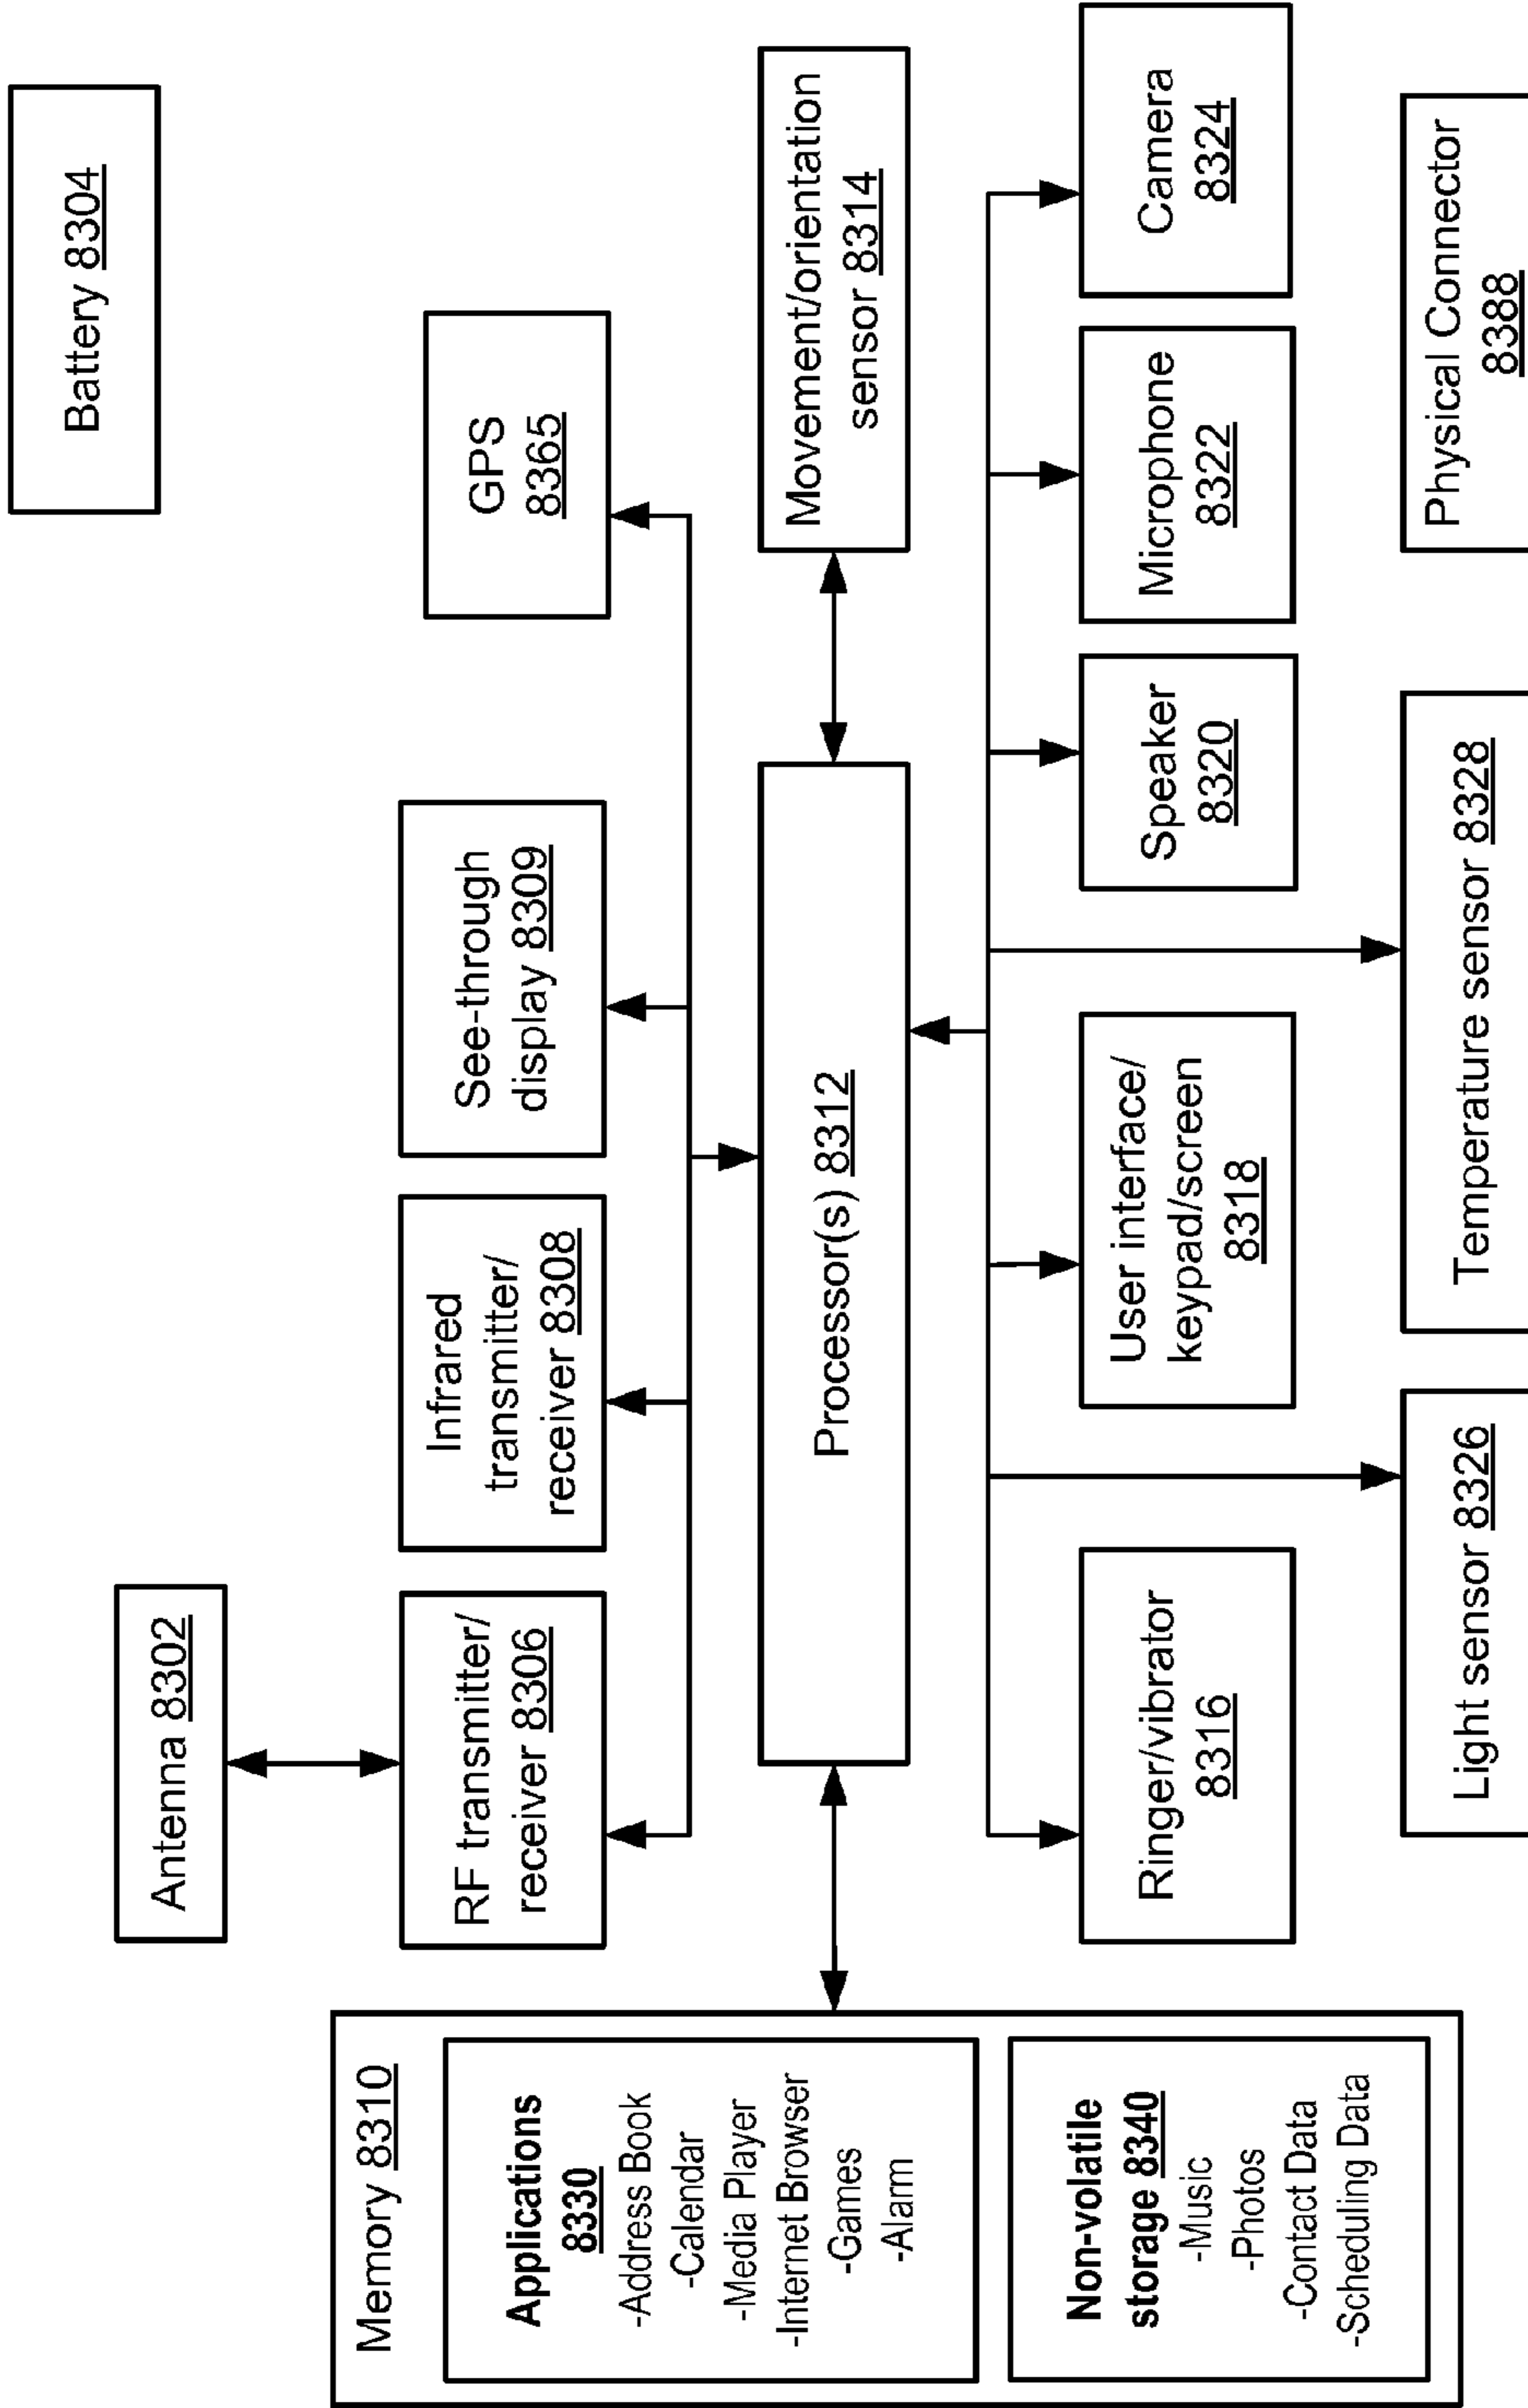 Battery 8304
Antenna 8302
RF transmitter/
receiver 8306
Infrared
transmitter/
receiver 8308
See-through
display 8309
GPS
8365
Memory 8310
Applications
8330
-Address Book
-Calendar
-Media Player
-Internet Browser
-Games
-Alarm
Non-volatile
storage 8340
-Music
-Photos
-Contact Data
-Scheduling Data
Processor(s) 8312
Movement/orientation
sensor 8314
Ringer/vibrator
8316
User interface/
keypad/screen
8318
Speaker
8320
Microphone
8322
Camera
8324
Light sensor 8326
Temperature sensor 8328
Physical Connector
8388